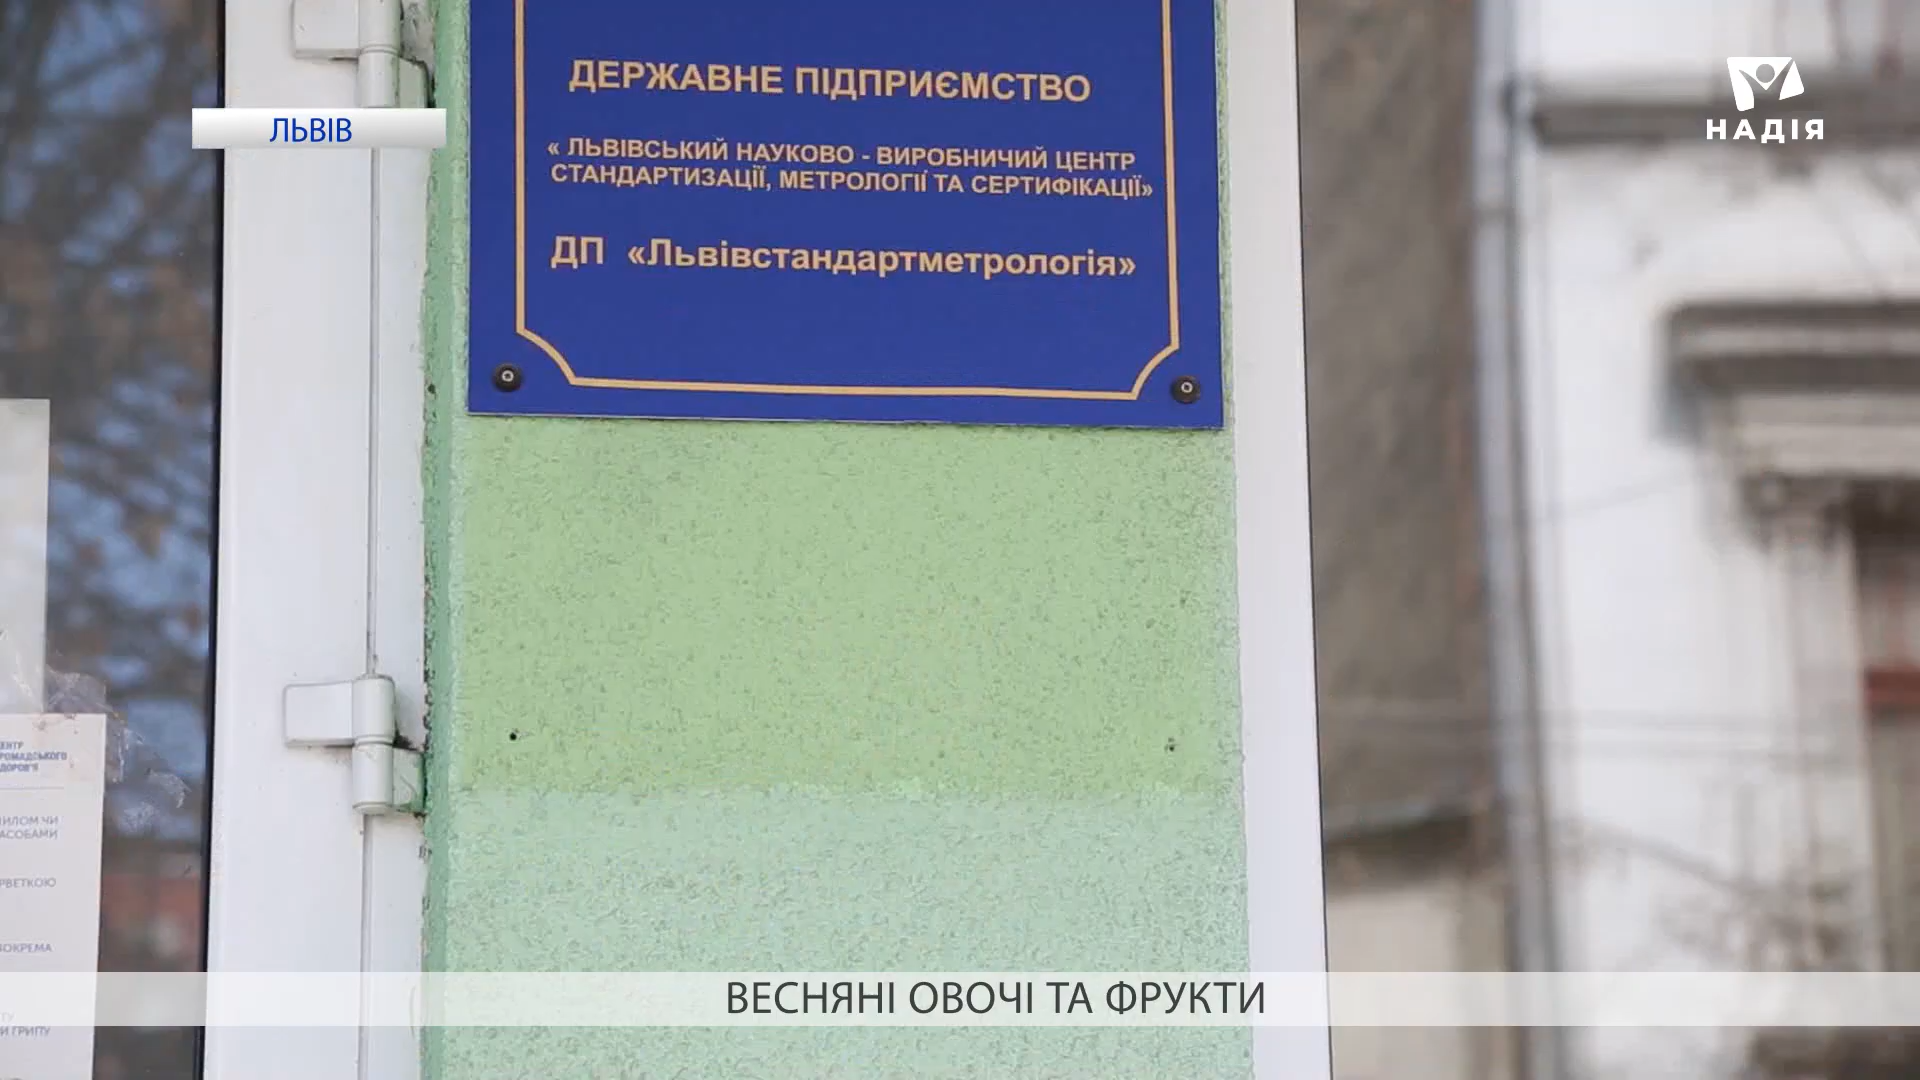 ДЕРЖАВНЕ ПІДПРИЄМСТВО
« ЛЬВІВСЬКИЙ НАУКОВО - ВИРОБНИЧИЙ ЦЕНТР
СТАНДАРТИЗАЦІЇ, МЕТРОЛОГІЇ ТА СЕРТИФІКАЦІЇ»
ДП «Львівстандартметрологія»
ЛЬВІВ
НАДІЯ
ВЕСНЯНІ ОВОЧІ ТА ФРУКТИ